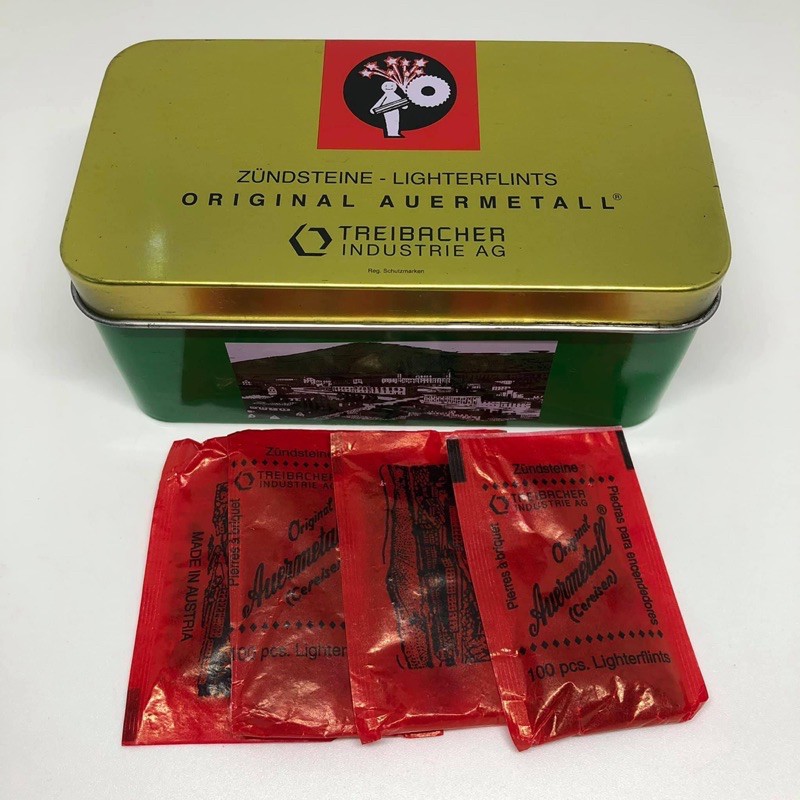 ZÜNDSTEINE - LIGHTERFLINTS
ORIGINAL AUERMETALL®
TREIBACHER
INDUSTRIE AG
Reg. Schutzmarken
MADE IN AUSTRIA
Zündsteine
TREIBACHER
INDUSTRIE AG
Pierres à briquet
Original
Auermetall
(Cereisen)
100 pcs. Lighter
Zündsteine
TREIBACHER
INDUSTRIE AG
Pierres à briquet
Original
Auermetall®
(Cereisen)
Piedras para encendedores
100 pcs. Lighterflints